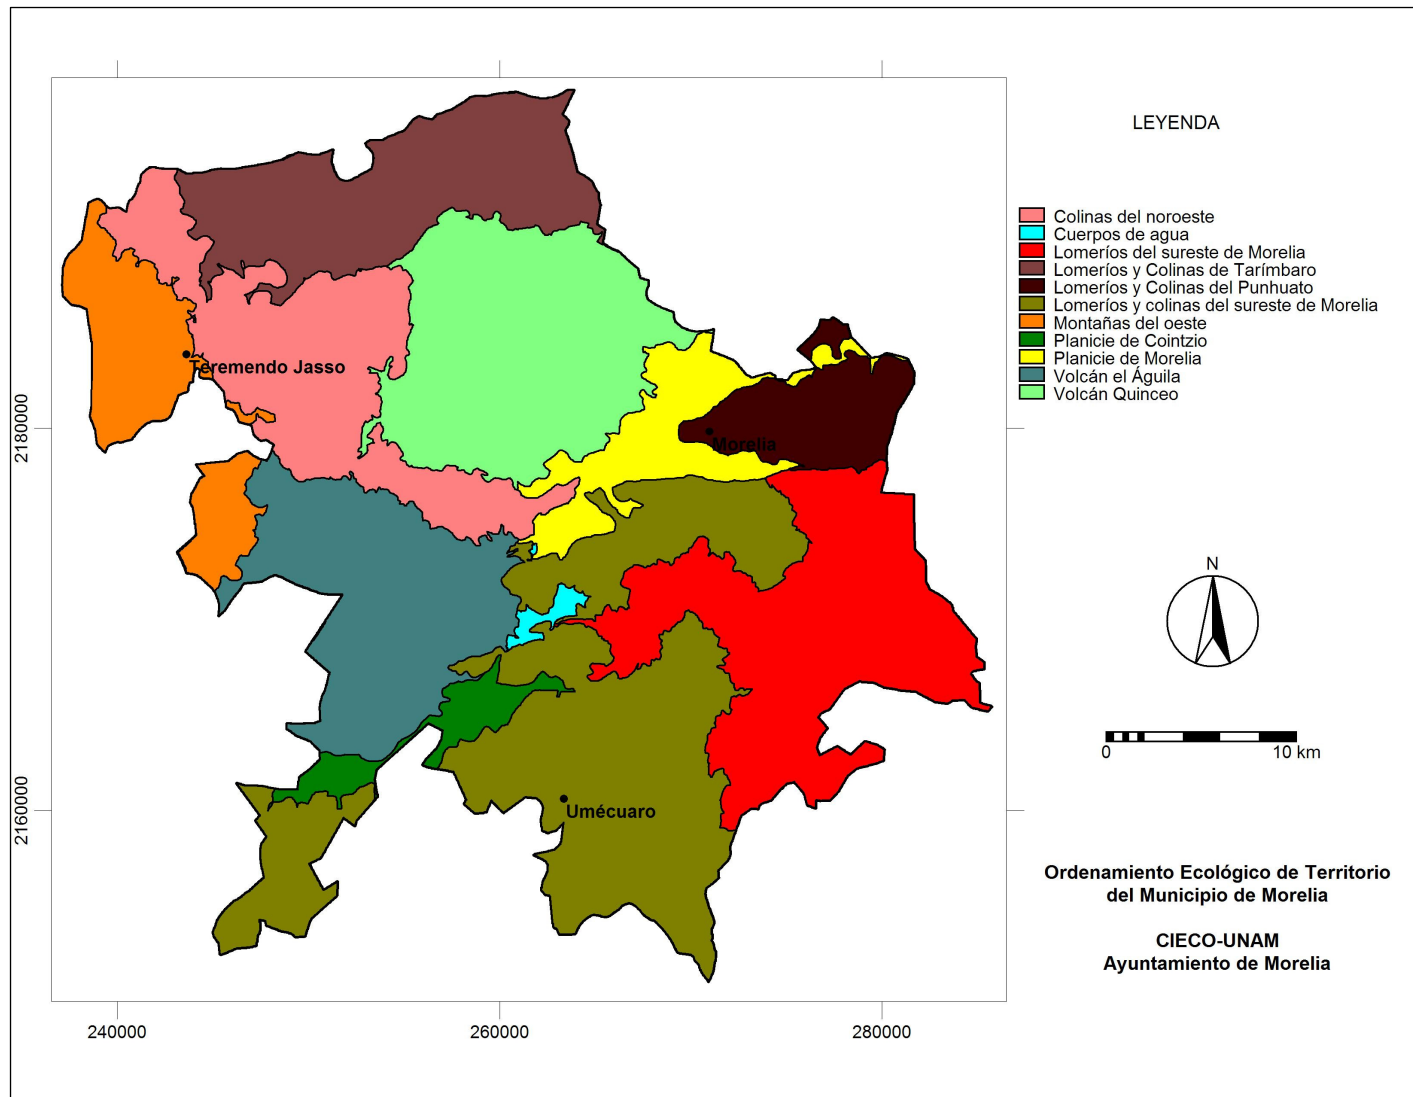 LEYENDA
Colinas del noroeste
Cuerpos de agua
Lomeríos del sureste de Morelia
Lomeríos y Colinas de Tarímbaro
Lomeríos y Colinas del Punhuato
Lomeríos y colinas del sureste de Morelia
Montañas del oeste
Planicie de Cointzio
Planicie de Morelia
Volcán el Águila
Volcán Quinceo
Teremendo Jasso
Morelia
Umécuaro
2180000
2160000
240000
260000
280000
N
0 10 km
Ordenamiento Ecológico de Territorio
del Municipio de Morelia
CIECO-UNAM
Ayuntamiento de Morelia